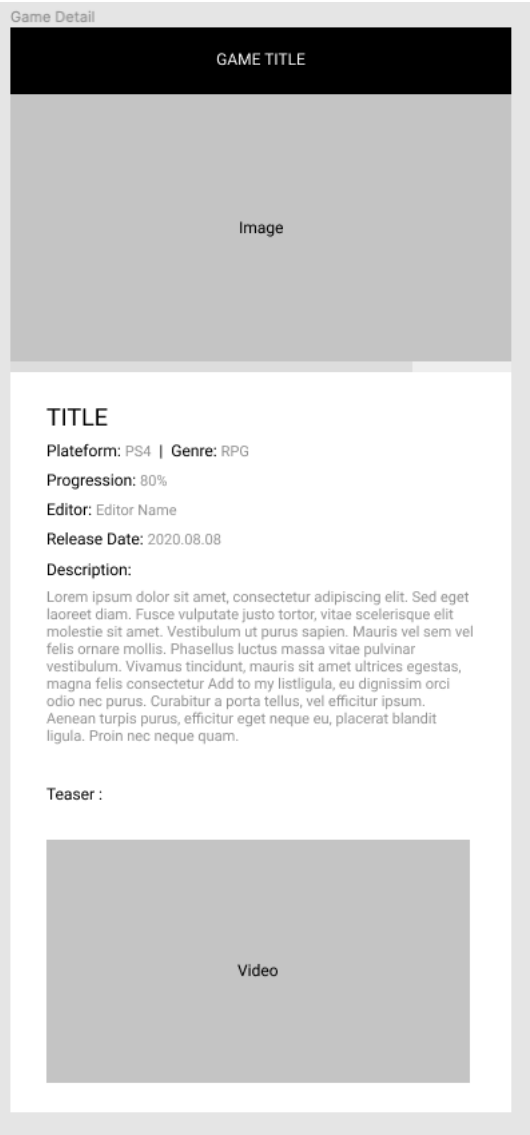 Game Detail
GAME TITLE
Image
TITLE
Plateform: PS4 | Genre: RPG
Progression: 80%
Editor: Editor Name
Release Date: 2020.08.08
Description:
Lorem ipsum dolor sit amet, consectetur adipiscing elit. Sed eget
laoreet diam. Fusce vulputate justo tortor, vitae scelerisque elit
molestie sit amet. Vestibulum ut purus sapien. Mauris vel sem vel
felis ornare mollis. Phasellus luctus massa vitae pulvinar
vestibulum. Vivamus tincidunt, mauris sit amet ultrices egestas,
magna felis consectetur Add to my listligula, eu dignissim orci
odio nec purus. Curabitur a porta tellus, vel efficitur ipsum.
Aenean turpis purus, efficitur eget neque eu, placerat blandit
ligula. Proin nec neque quam.
Teaser :
Video